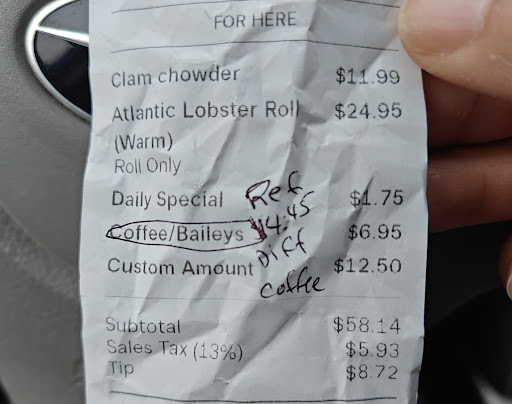 FOR HERE
Clam chowder $11.99
Atlantic Lobster Roll $24.95
(Warm)
Roll Only
Daily Special $1.75
Ref
Coffee/Baileys $6.95
$4.45
Diff
Custom Amount $12.50
coffee
Subtotal $58.14
Sales Tax (13%) $5.93
Tip $8.72